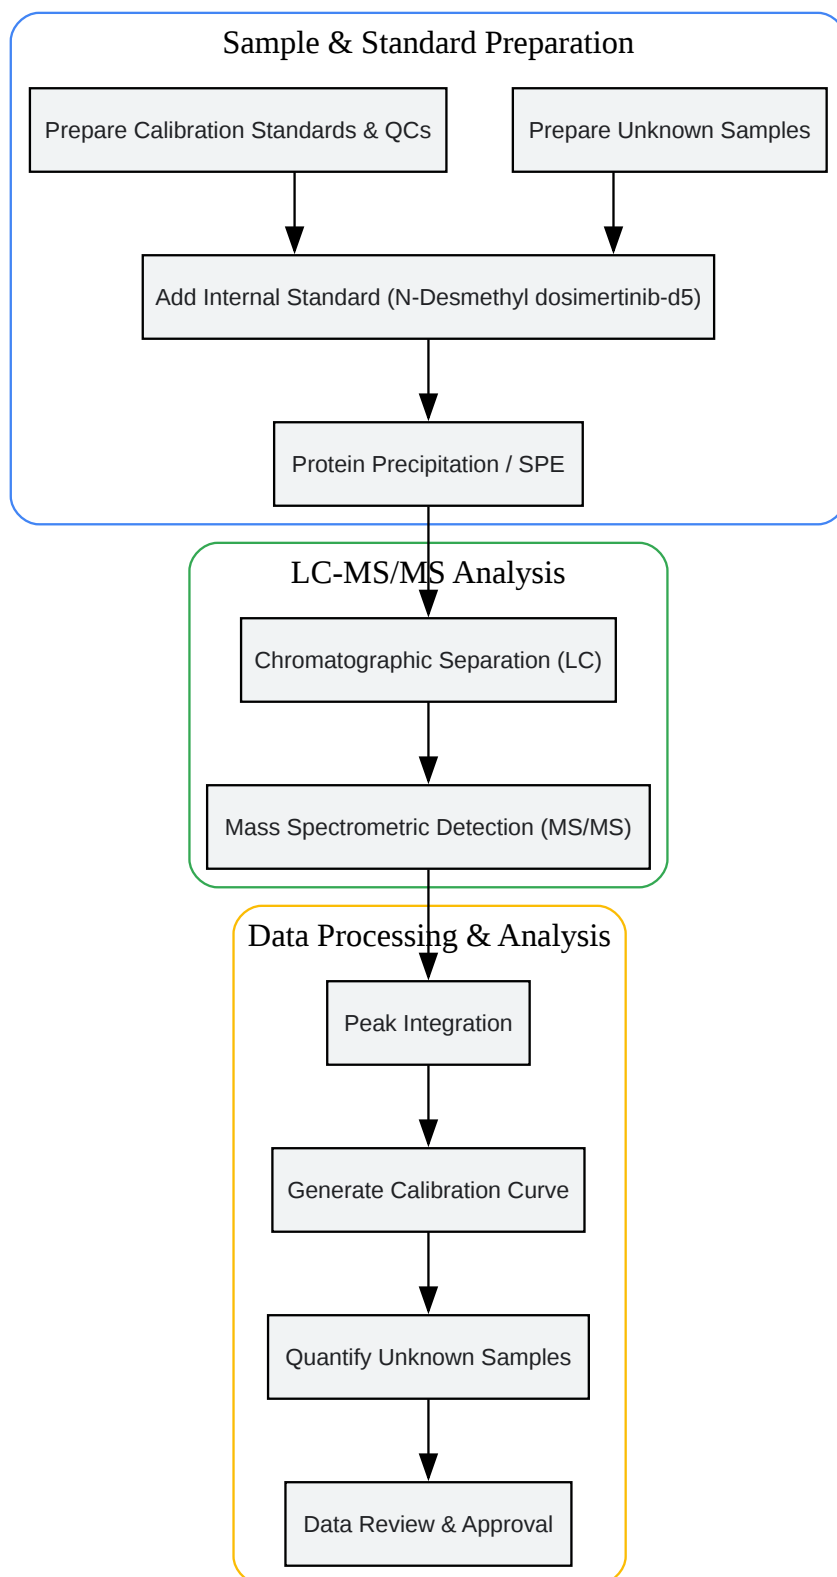 Sample & Standard Preparation
Prepare Calibration Standards & QCs
Prepare Unknown Samples
Add Internal Standard (N-Desmethyl dosimertinib-d5)
Protein Precipitation / SPE
LC-MS/MS Analysis
Chromatographic Separation (LC)
Mass Spectrometric Detection (MS/MS)
Data Processing & Analysis
Peak Integration
Generate Calibration Curve
Quantify Unknown Samples
Data Review & Approval